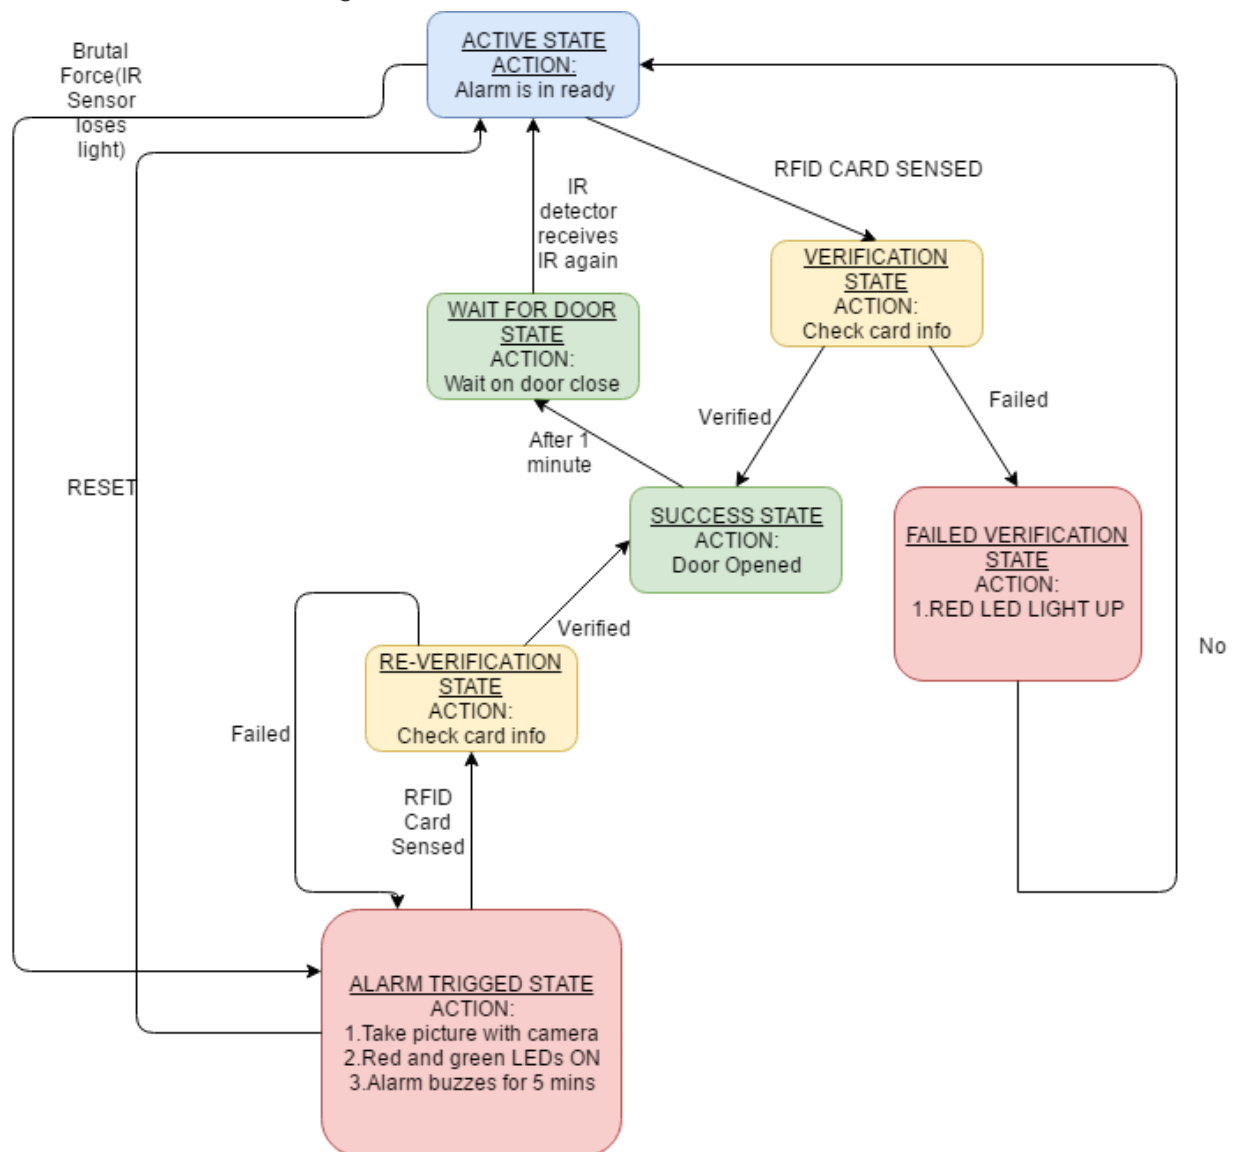 ACTIVE STATE
ACTION:
Alarm is in ready
Brutal
Force(IR
Sensor
loses
light)
RFID CARD SENSED
IR
detector
receives
IR again
VERIFICATION
STATE
ACTION:
Check card info
WAIT FOR DOOR
STATE
ACTION:
Wait on door close
Verified
Failed
After 1
minute
RESET
SUCCESS STATE
ACTION:
Door Opened
FAILED VERIFICATION
STATE
ACTION:
1.RED LED LIGHT UP
Verified
No
RE-VERIFICATION
STATE
ACTION:
Check card info
Failed
RFID
Card
Sensed
ALARM TRIGGED STATE
ACTION:
1.Take picture with camera
2.Red and green LEDs ON
3.Alarm buzzes for 5 mins